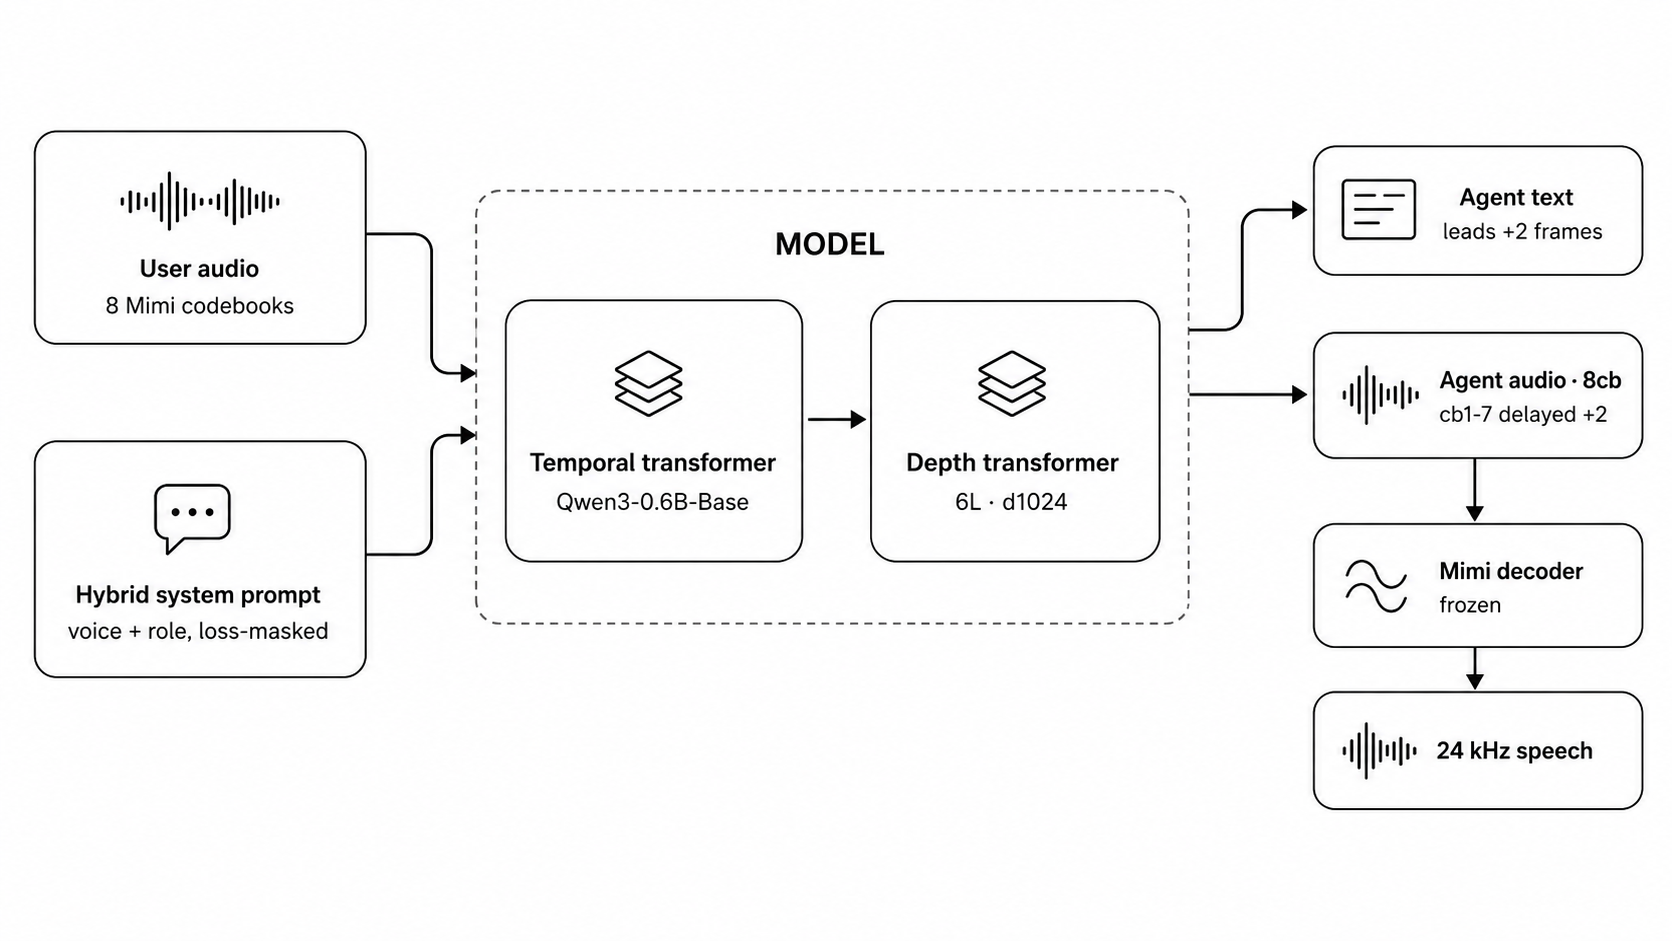 User audio
8 Mimi codebooks
Hybrid system prompt
voice + role, loss-masked
MODEL
Temporal transformer
Qwen3-0.6B-Base
Depth transformer
6L · d1024
Agent text
leads +2 frames
Agent audio · 8cb
cb1-7 delayed +2
Mimi decoder
frozen
24 kHz speech